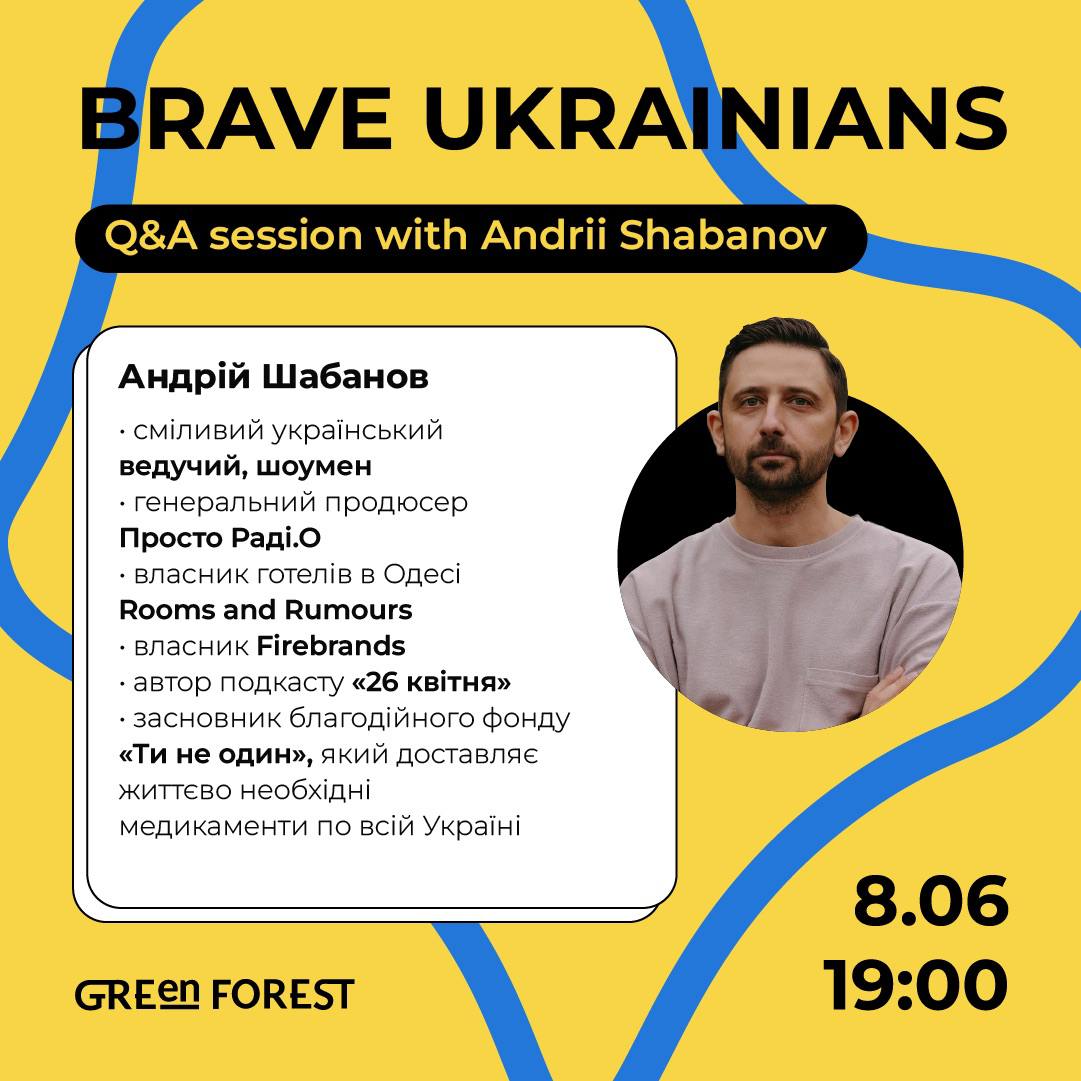 BRAVE UKRAINIANS
Q&A session with Andrii Shabanov
Андрій Шабанов
· сміливий український
ведучий, шоумен
· генеральний продюсер
Просто Раді.О
· власник готелів в Одесі
Rooms and Rumours
· власник Firebrands
· автор подкасту «26 квітня»
· засновник благодійного фонду
«Ти не один», який доставляє
життєво необхідні
медикаменти по всій Україні
8.06
19:00
GREen FOREST